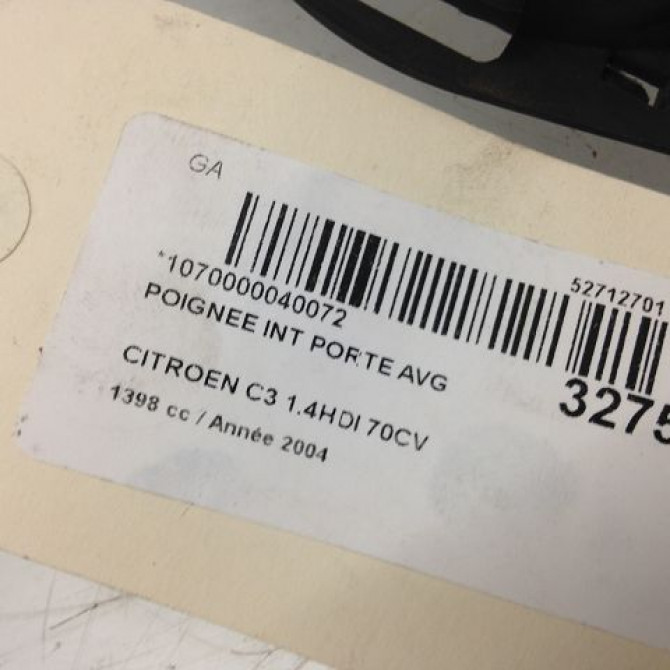 GA
52712701
*1070000040072
POIGNEE INT PORTE AVG
3275
CITROEN C3 1.4HDI 70CV
1398 cc / Année 2004